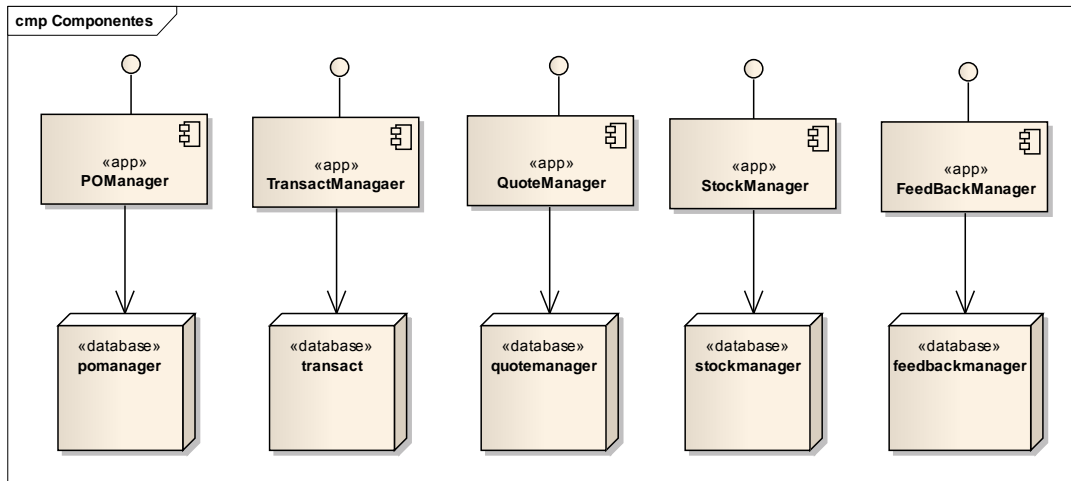 cmp Componentes
«app»
POManager
«app»
TransactManagaer
«app»
QuoteManager
«app»
StockManager
«app»
FeedBackManager
«database»
pomanager
«database»
transact
«database»
quotemanager
«database»
stockmanager
«database»
feedbackmanager